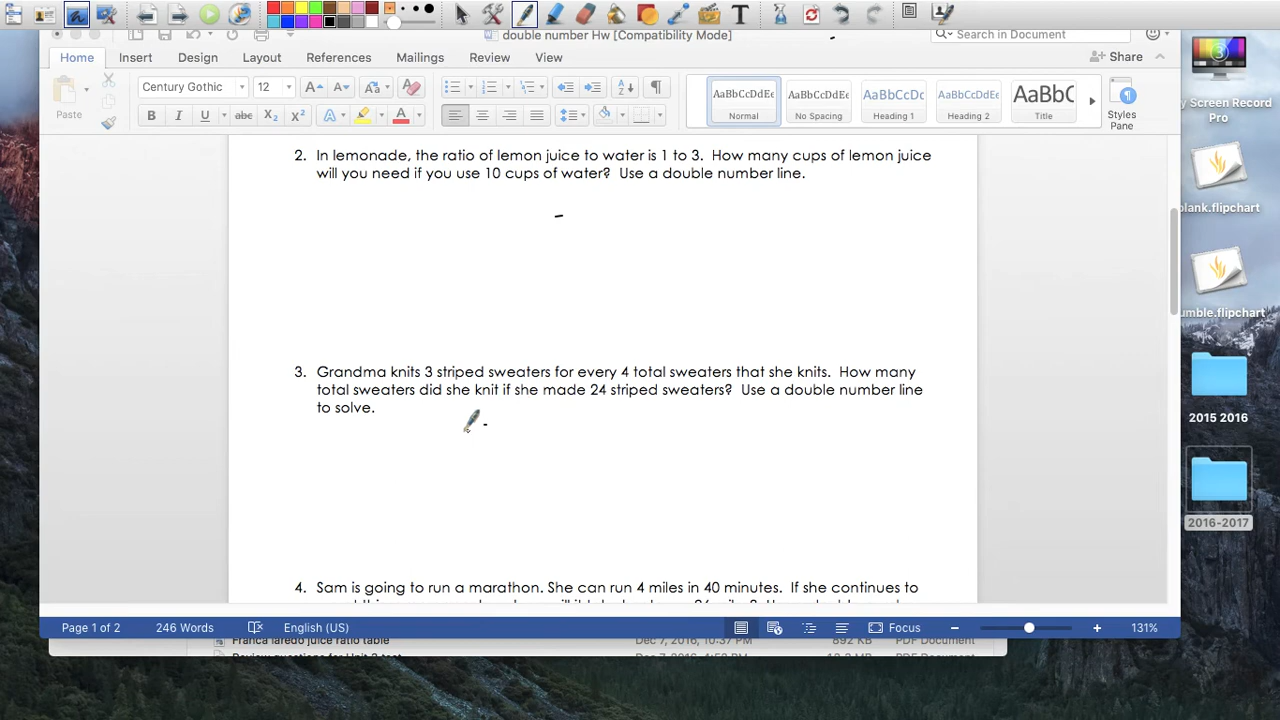 double number Hw [Compatibility Mode]
Search in Document
Home Insert Design Layout References Mailings Review View
Share
Paste
Century Gothic 12
B I U abc X₂ X²
AaBbCcDdEe Normal
AaBbCcDdEe No Spacing
AaBbCcDc Heading 1
AaBbCcDdEe Heading 2
AaBbC Title
Styles Pane
2. In lemonade, the ratio of lemon juice to water is 1 to 3. How many cups of lemon juice
will you need if you use 10 cups of water? Use a double number line.
3. Grandma knits 3 striped sweaters for every 4 total sweaters that she knits. How many
total sweaters did she knit if she made 24 striped sweaters? Use a double number line
to solve.
4. Sam is going to run a marathon. She can run 4 miles in 40 minutes. If she continues to
Page 1 of 2 246 Words English (US) Focus 131%
Franca laredo juice ratio table Dec 7, 2016, 10:37 PM 892 KB PDF Document
y Screen Record
Pro
blank.flipchart
umble.flipchart
2015 2016
2016-2017